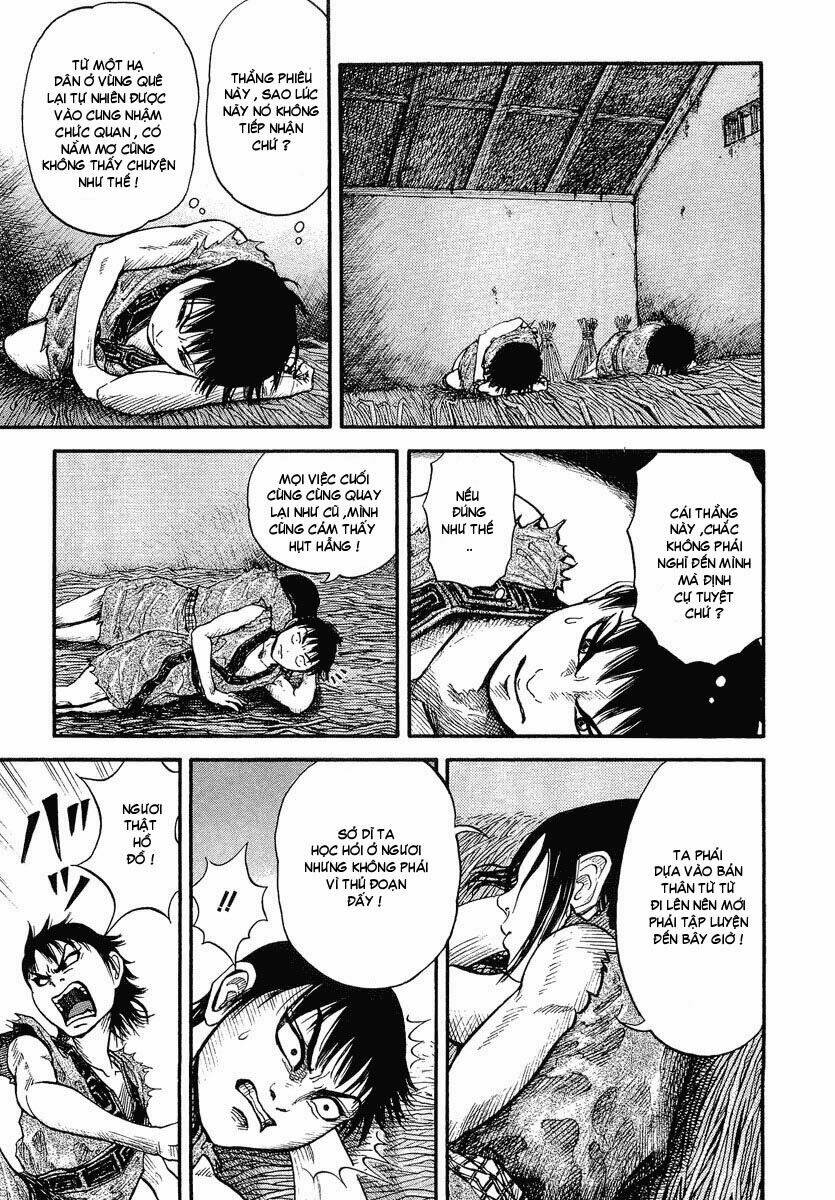 THẰNG PHIÊU
NÀY , SAO LÚC
NÀY NÓ KHÔNG
TIẾP NHẬN
CHỨ ?
TỪ MỘT HẠ
DÂN Ở VÙNG QUÊ
LẠI TỰ NHIÊN ĐƯỢC
VÀO CUNG NHẬM
CHỨC QUAN , CÓ
NẰM MƠ CŨNG
KHÔNG THẤY CHUYỆN
NHƯ THẾ !
CÁI THẰNG
NÀY ,CHẮC
KHÔNG PHẢI
NGHĨ ĐẾN MÌNH
MÀ ĐỊNH
CỰ TUYỆT
CHỨ ?
NẾU
ĐÚNG
NHƯ THẾ
..
MỌI VIỆC CUỐI
CÙNG CŨNG QUAY
LẠI NHƯ CŨ ,MÌNH
CŨNG CẢM THẤY
HỤT HẪNG !
TA PHẢI
DỰA VÀO BẢN
THÂN TỪ TỪ
ĐI LÊN NÊN MỚI
PHẢI TẬP LUYỆN
ĐẾN BÂY GIỜ !
SỞ DĨ TA
HỌC HỎI Ở NGƯƠI
NHƯNG KHÔNG PHẢI
VÌ THỦ ĐOẠN
ĐẤY !
!!
NGƯƠI
THẬT
HỒ
ĐỒ !